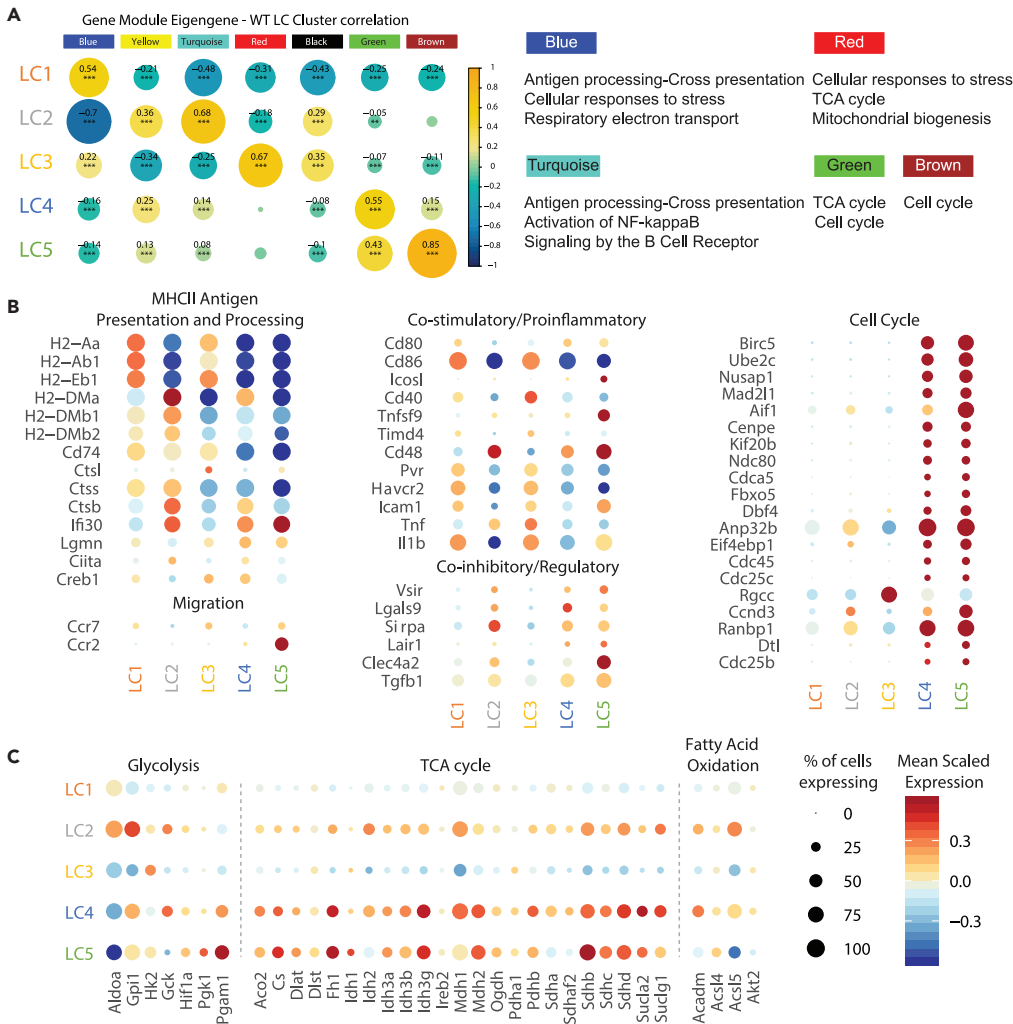 A
Gene Module Eigengene - WT LC Cluster correlation
Blue Yellow Turquoise Red Black Green Brown
LC1 0.54 *** −0.21 *** −0.48 *** −0.31 *** −0.43 *** −0.25 *** −0.24 ***
LC2 −0.7 *** 0.36 *** 0.68 *** −0.18 *** 0.29 *** −0.05 **
LC3 0.22 *** −0.34 *** −0.25 *** 0.67 *** 0.35 *** −0.07 *** −0.11 ***
LC4 −0.16 *** 0.25 *** 0.14 *** −0.08 *** 0.55 *** 0.15 ***
LC5 −0.14 *** 0.13 *** 0.08 *** −0.1 *** 0.43 *** 0.85 ***
1
0.8
0.6
0.4
0.2
0
−0.2
−0.4
−0.6
−0.8
−1
Blue
Antigen processing-Cross presentation
Cellular responses to stress
Respiratory electron transport
Red
Cellular responses to stress
TCA cycle
Mitochondrial biogenesis
Turquoise
Antigen processing-Cross presentation
Activation of NF-kappaB
Signaling by the B Cell Receptor
Green
TCA cycle
Cell cycle
Brown
Cell cycle
B
MHCII Antigen
Presentation and Processing
H2−Aa
H2−Ab1
H2−Eb1
H2−DMa
H2−DMb1
H2−DMb2
Cd74
Ctsl
Ctss
Ctsb
Ifi30
Lgmn
Ciita
Creb1
Migration
Ccr7
Ccr2
LC1 LC2 LC3 LC4 LC5
Co-stimulatory/Proinflammatory
Cd80
Cd86
Icosl
Cd40
Tnfsf9
Timd4
Cd48
Pvr
Havcr2
Icam1
Tnf
Il1b
Co-inhibitory/Regulatory
Vsir
Lgals9
Sirpa
Lair1
Clec4a2
Tgfb1
LC1 LC2 LC3 LC4 LC5
Cell Cycle
Birc5
Ube2c
Nusap1
Mad2l1
Aif1
Cenpe
Kif20b
Ndc80
Cdca5
Fbxo5
Dbf4
Anp32b
Eif4ebp1
Cdc45
Cdc25c
Rgcc
Ccnd3
Ranbp1
Dtl
Cdc25b
LC1 LC2 LC3 LC4 LC5
C
Glycolysis
TCA cycle
Fatty Acid
Oxidation
LC1
LC2
LC3
LC4
LC5
Aldoa Gpi1 Hk2 Gck Hif1a Pgk1 Pgam1 Aco2 Cs Dlat Dlst Fh1 Idh1 Idh2 Idh3a Idh3b Idh3g Ireb2 Mdh1 Mdh2 Ogdh Pdha1 Pdhb Sdha Sdhaf2 Sdhb Sdhc Sdhd Sucla2 Suclg1 Acadm Acsl4 Acsl5 Akt2
% of cells
expressing
0
25
50
75
100
Mean Scaled
Expression
0.3
0.0
−0.3